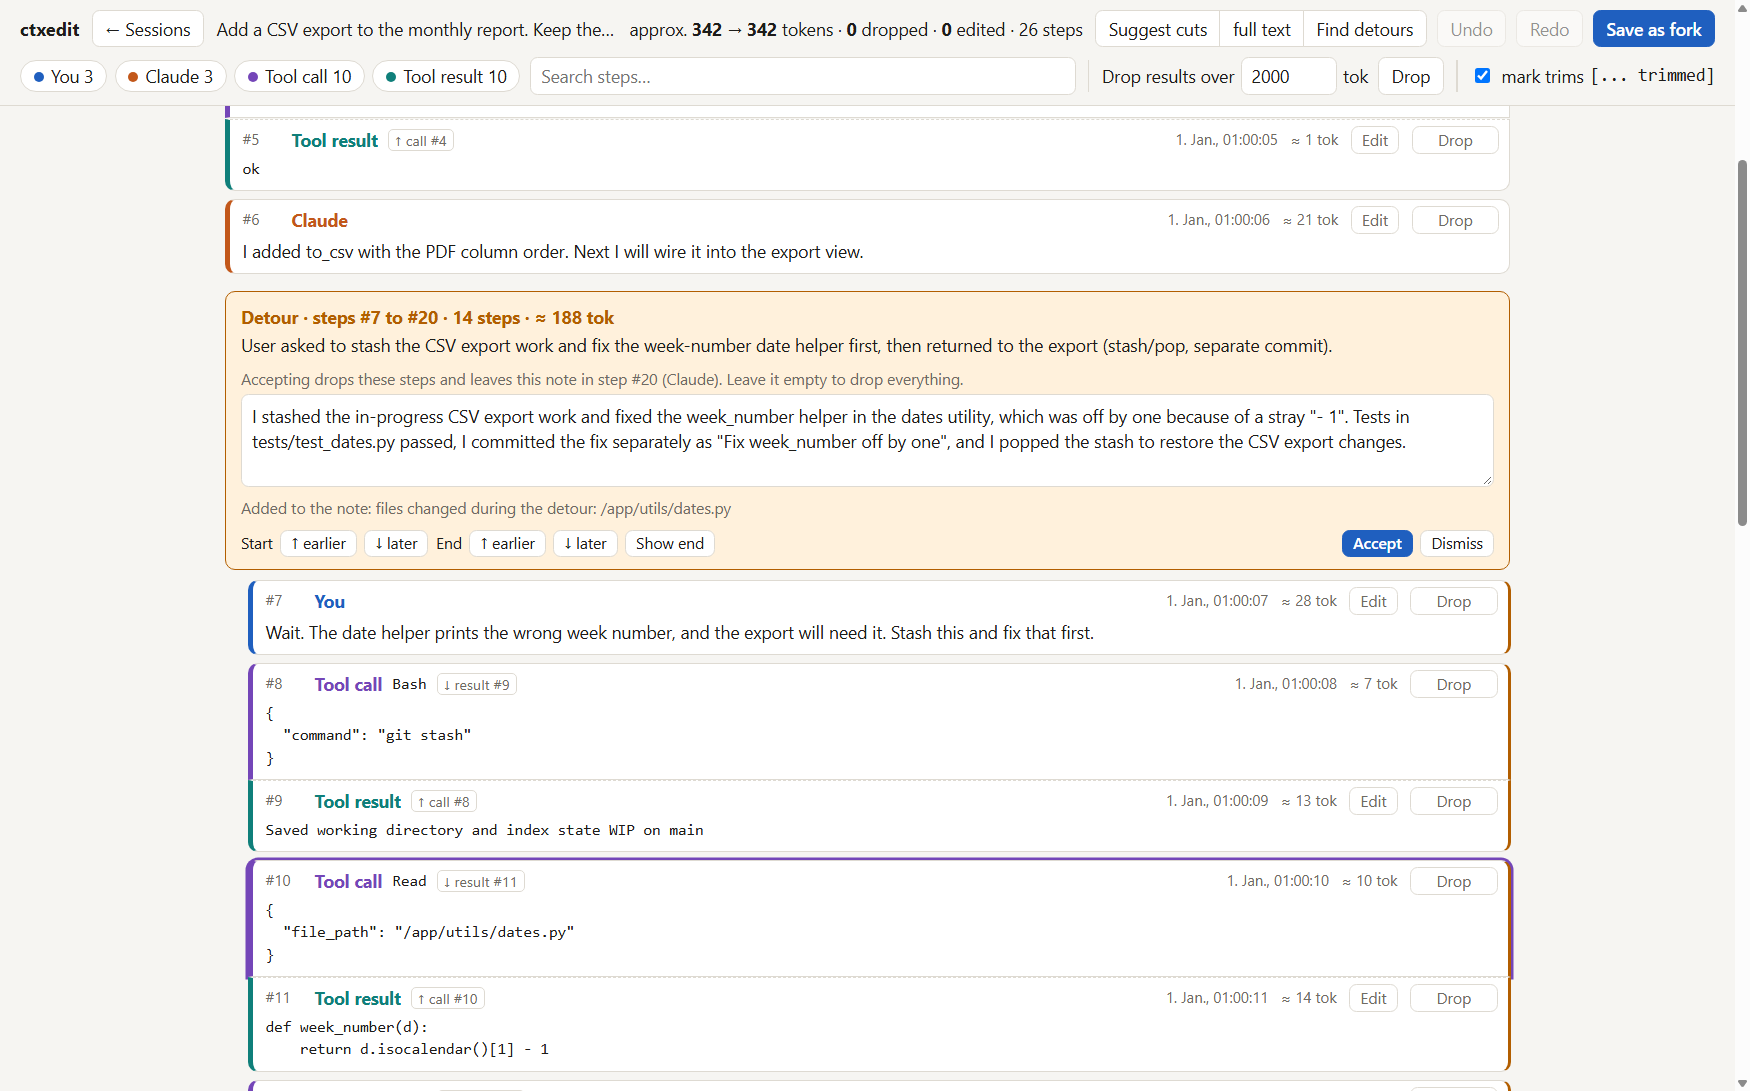 ctxedit ← Sessions Add a CSV export to the monthly report. Keep the... approx. 342 → 342 tokens · 0 dropped · 0 edited · 26 steps Suggest cuts full text Find detours Undo Redo Save as fork
You 3 Claude 3 Tool call 10 Tool result 10 Search steps... Drop results over 2000 tok Drop mark trims [... trimmed]
#5 Tool result ↑ call #4 1. Jan., 01:00:05 ≈ 1 tok Edit Drop
ok
#6 Claude 1. Jan., 01:00:06 ≈ 21 tok Edit Drop
I added to_csv with the PDF column order. Next I will wire it into the export view.
Detour · steps #7 to #20 · 14 steps · ≈ 188 tok
User asked to stash the CSV export work and fix the week-number date helper first, then returned to the export (stash/pop, separate commit).
Accepting drops these steps and leaves this note in step #20 (Claude). Leave it empty to drop everything.
I stashed the in-progress CSV export work and fixed the week_number helper in the dates utility, which was off by one because of a stray "- 1". Tests in
tests/test_dates.py passed, I committed the fix separately as "Fix week_number off by one", and I popped the stash to restore the CSV export changes.
Added to the note: files changed during the detour: /app/utils/dates.py
Start ↑ earlier ↓ later End ↑ earlier ↓ later Show end Accept Dismiss
#7 You 1. Jan., 01:00:07 ≈ 28 tok Edit Drop
Wait. The date helper prints the wrong week number, and the export will need it. Stash this and fix that first.
#8 Tool call Bash ↓ result #9 1. Jan., 01:00:08 ≈ 7 tok Drop
{
"command": "git stash"
}
#9 Tool result ↑ call #8 1. Jan., 01:00:09 ≈ 13 tok Edit Drop
Saved working directory and index state WIP on main
#10 Tool call Read ↓ result #11 1. Jan., 01:00:10 ≈ 10 tok Drop
{
"file_path": "/app/utils/dates.py"
}
#11 Tool result ↑ call #10 1. Jan., 01:00:11 ≈ 14 tok Edit Drop
def week_number(d):
return d.isocalendar()[1] - 1